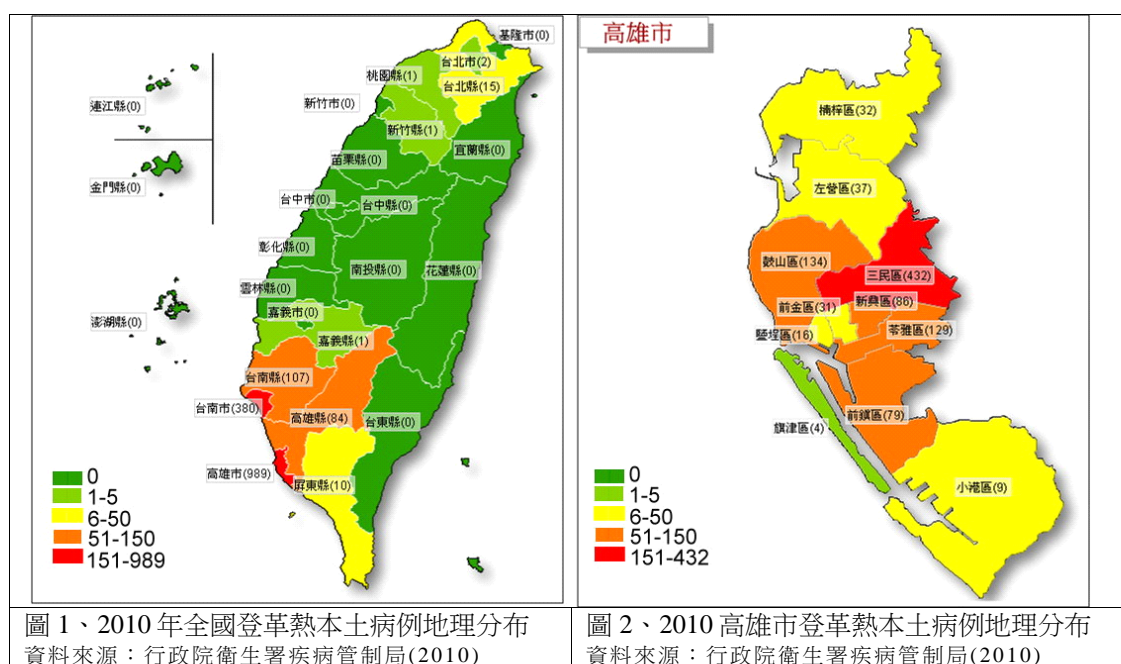 基隆市(0)
台北市(2)
桃園縣(1)
台北縣(15)
連江縣(0)
新竹市(0)
新竹縣(1)
宜蘭縣(0)
苗栗縣(0)
金門縣(0)
台中市(0)
台中縣(0)
彰化縣(0)
南投縣(0)
花蓮縣(0)
雲林縣(0)
嘉義市(0)
澎湖縣(0)
嘉義縣(1)
台南縣(107)
台南市(380)
高雄縣(84)
台東縣(0)
高雄市(989)
屏東縣(10)
0
1-5
6-50
51-150
151-989
圖 1、2010 年全國登革熱本土病例地理分布
資料來源：行政院衛生署疾病管制局(2010)
高雄市
楠梓區(32)
左營區(37)
鼓山區(134)
三民區(432)
前金區(31)
新興區(86)
鹽埕區(16)
苓雅區(129)
前鎮區(79)
旗津區(4)
小港區(9)
0
1-5
6-50
51-150
151-432
圖 2、2010 高雄市登革熱本土病例地理分布
資料來源：行政院衛生署疾病管制局(2010)